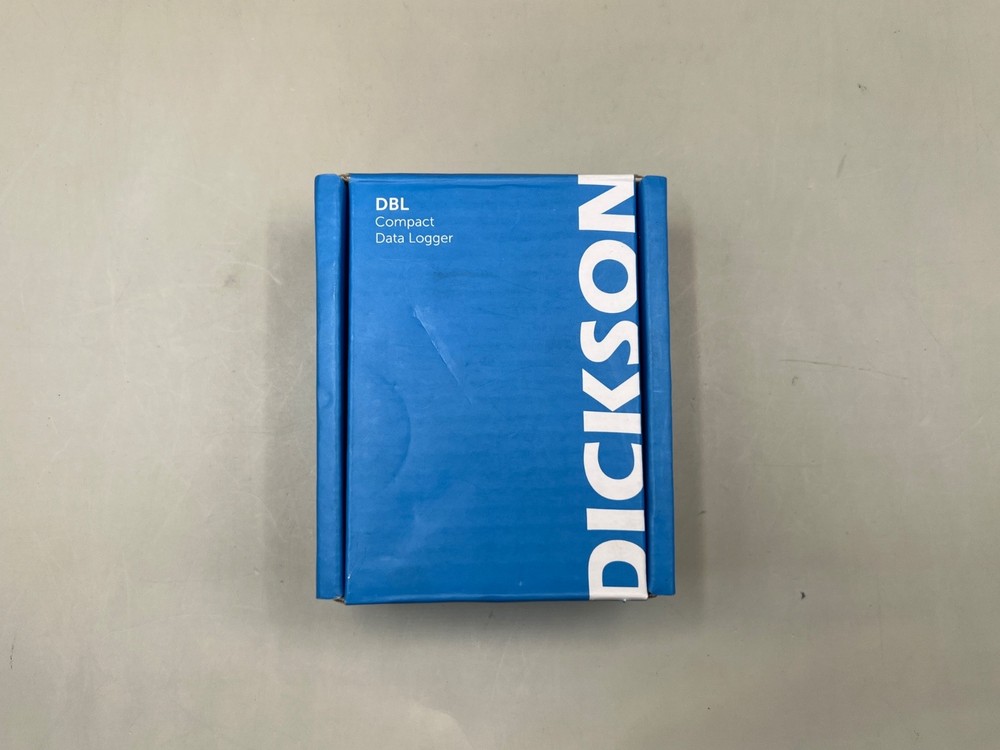 DBL
Compact
Data Logger
DICKSON